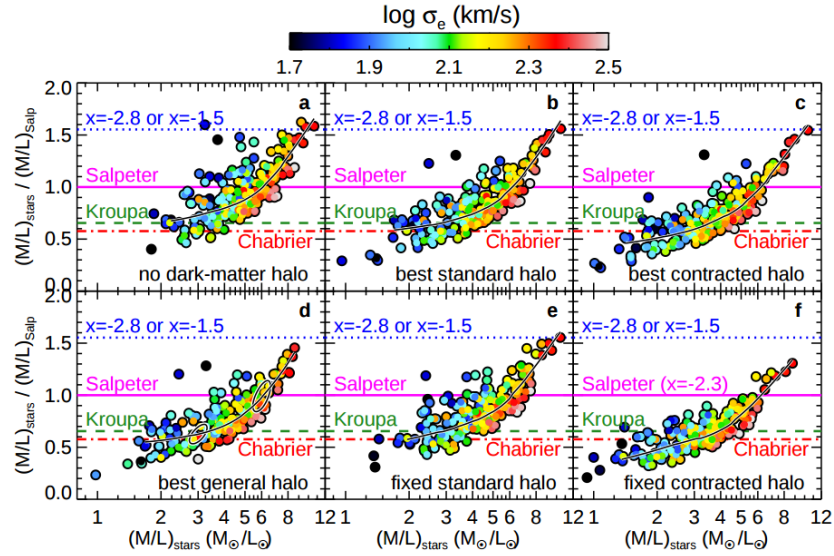 log σe (km/s)
1.7 1.9 2.1 2.3 2.5
2.0 a b c
x=-2.8 or x=-1.5 x=-2.8 or x=-1.5 x=-2.8 or x=-1.5
1.5
Salpeter Salpeter Salpeter
1.0
Kroupa Kroupa Kroupa
0.5 Chabrier Chabrier Chabrier
no dark-matter halo best standard halo best contracted halo
0.0
(M/L)stars / (M/L)Salp
2.0 d e f
x=-2.8 or x=-1.5 x=-2.8 or x=-1.5 x=-2.8 or x=-1.5
1.5
Salpeter Salpeter Salpeter (x=-2.3)
1.0
Kroupa Kroupa Kroupa
0.5 Chabrier Chabrier Chabrier
best general halo fixed standard halo fixed contracted halo
0.0
(M/L)stars / (M/L)Salp
1 2 3 4 5 6 8 12 1 2 3 4 5 6 8 12 1 2 3 4 5 6 8 12
(M/L)stars (M⊙/L⊙) (M/L)stars (M⊙/L⊙) (M/L)stars (M⊙/L⊙)